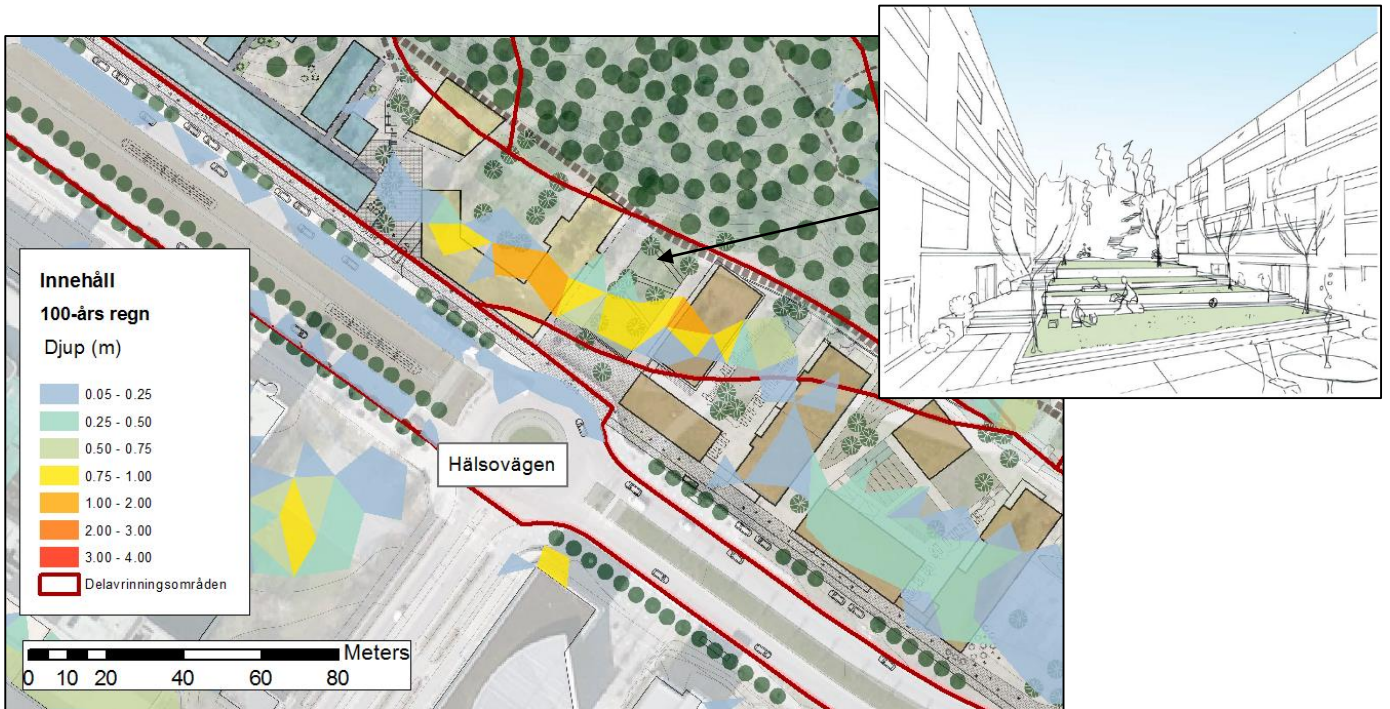 Innehåll
100-års regn
Djup (m)
0.05 - 0.25
0.25 - 0.50
0.50 - 0.75
0.75 - 1.00
1.00 - 2.00
2.00 - 3.00
3.00 - 4.00
Delavrinningsområden
Hälsovägen
Meters
0 10 20 40 60 80